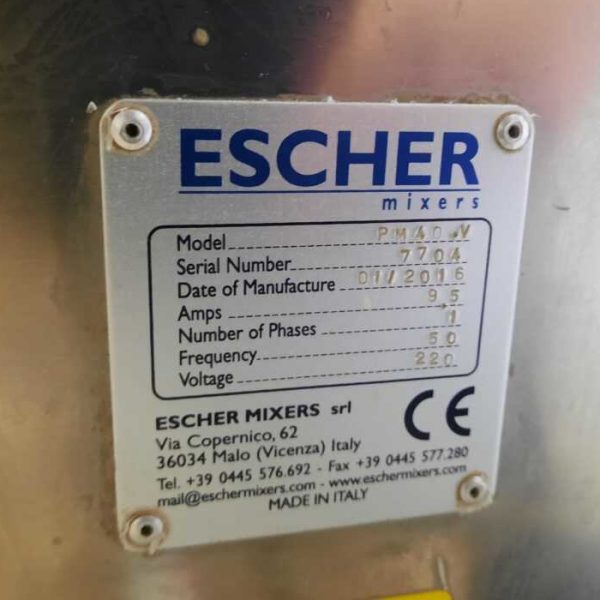 ESCHER
mixers
Model PM40.V
Serial Number 7704
Date of Manufacture 01/2016
Amps 9,5
Number of Phases 1
Frequency 50
Voltage 220
ESCHER MIXERS srl
Via Copernico, 62
36034 Malo (Vicenza) Italy
CE
Tel. +39 0445 576.692 - Fax +39 0445 577.280
mail@eschermixers.com - www.eschermixers.com
MADE IN ITALY